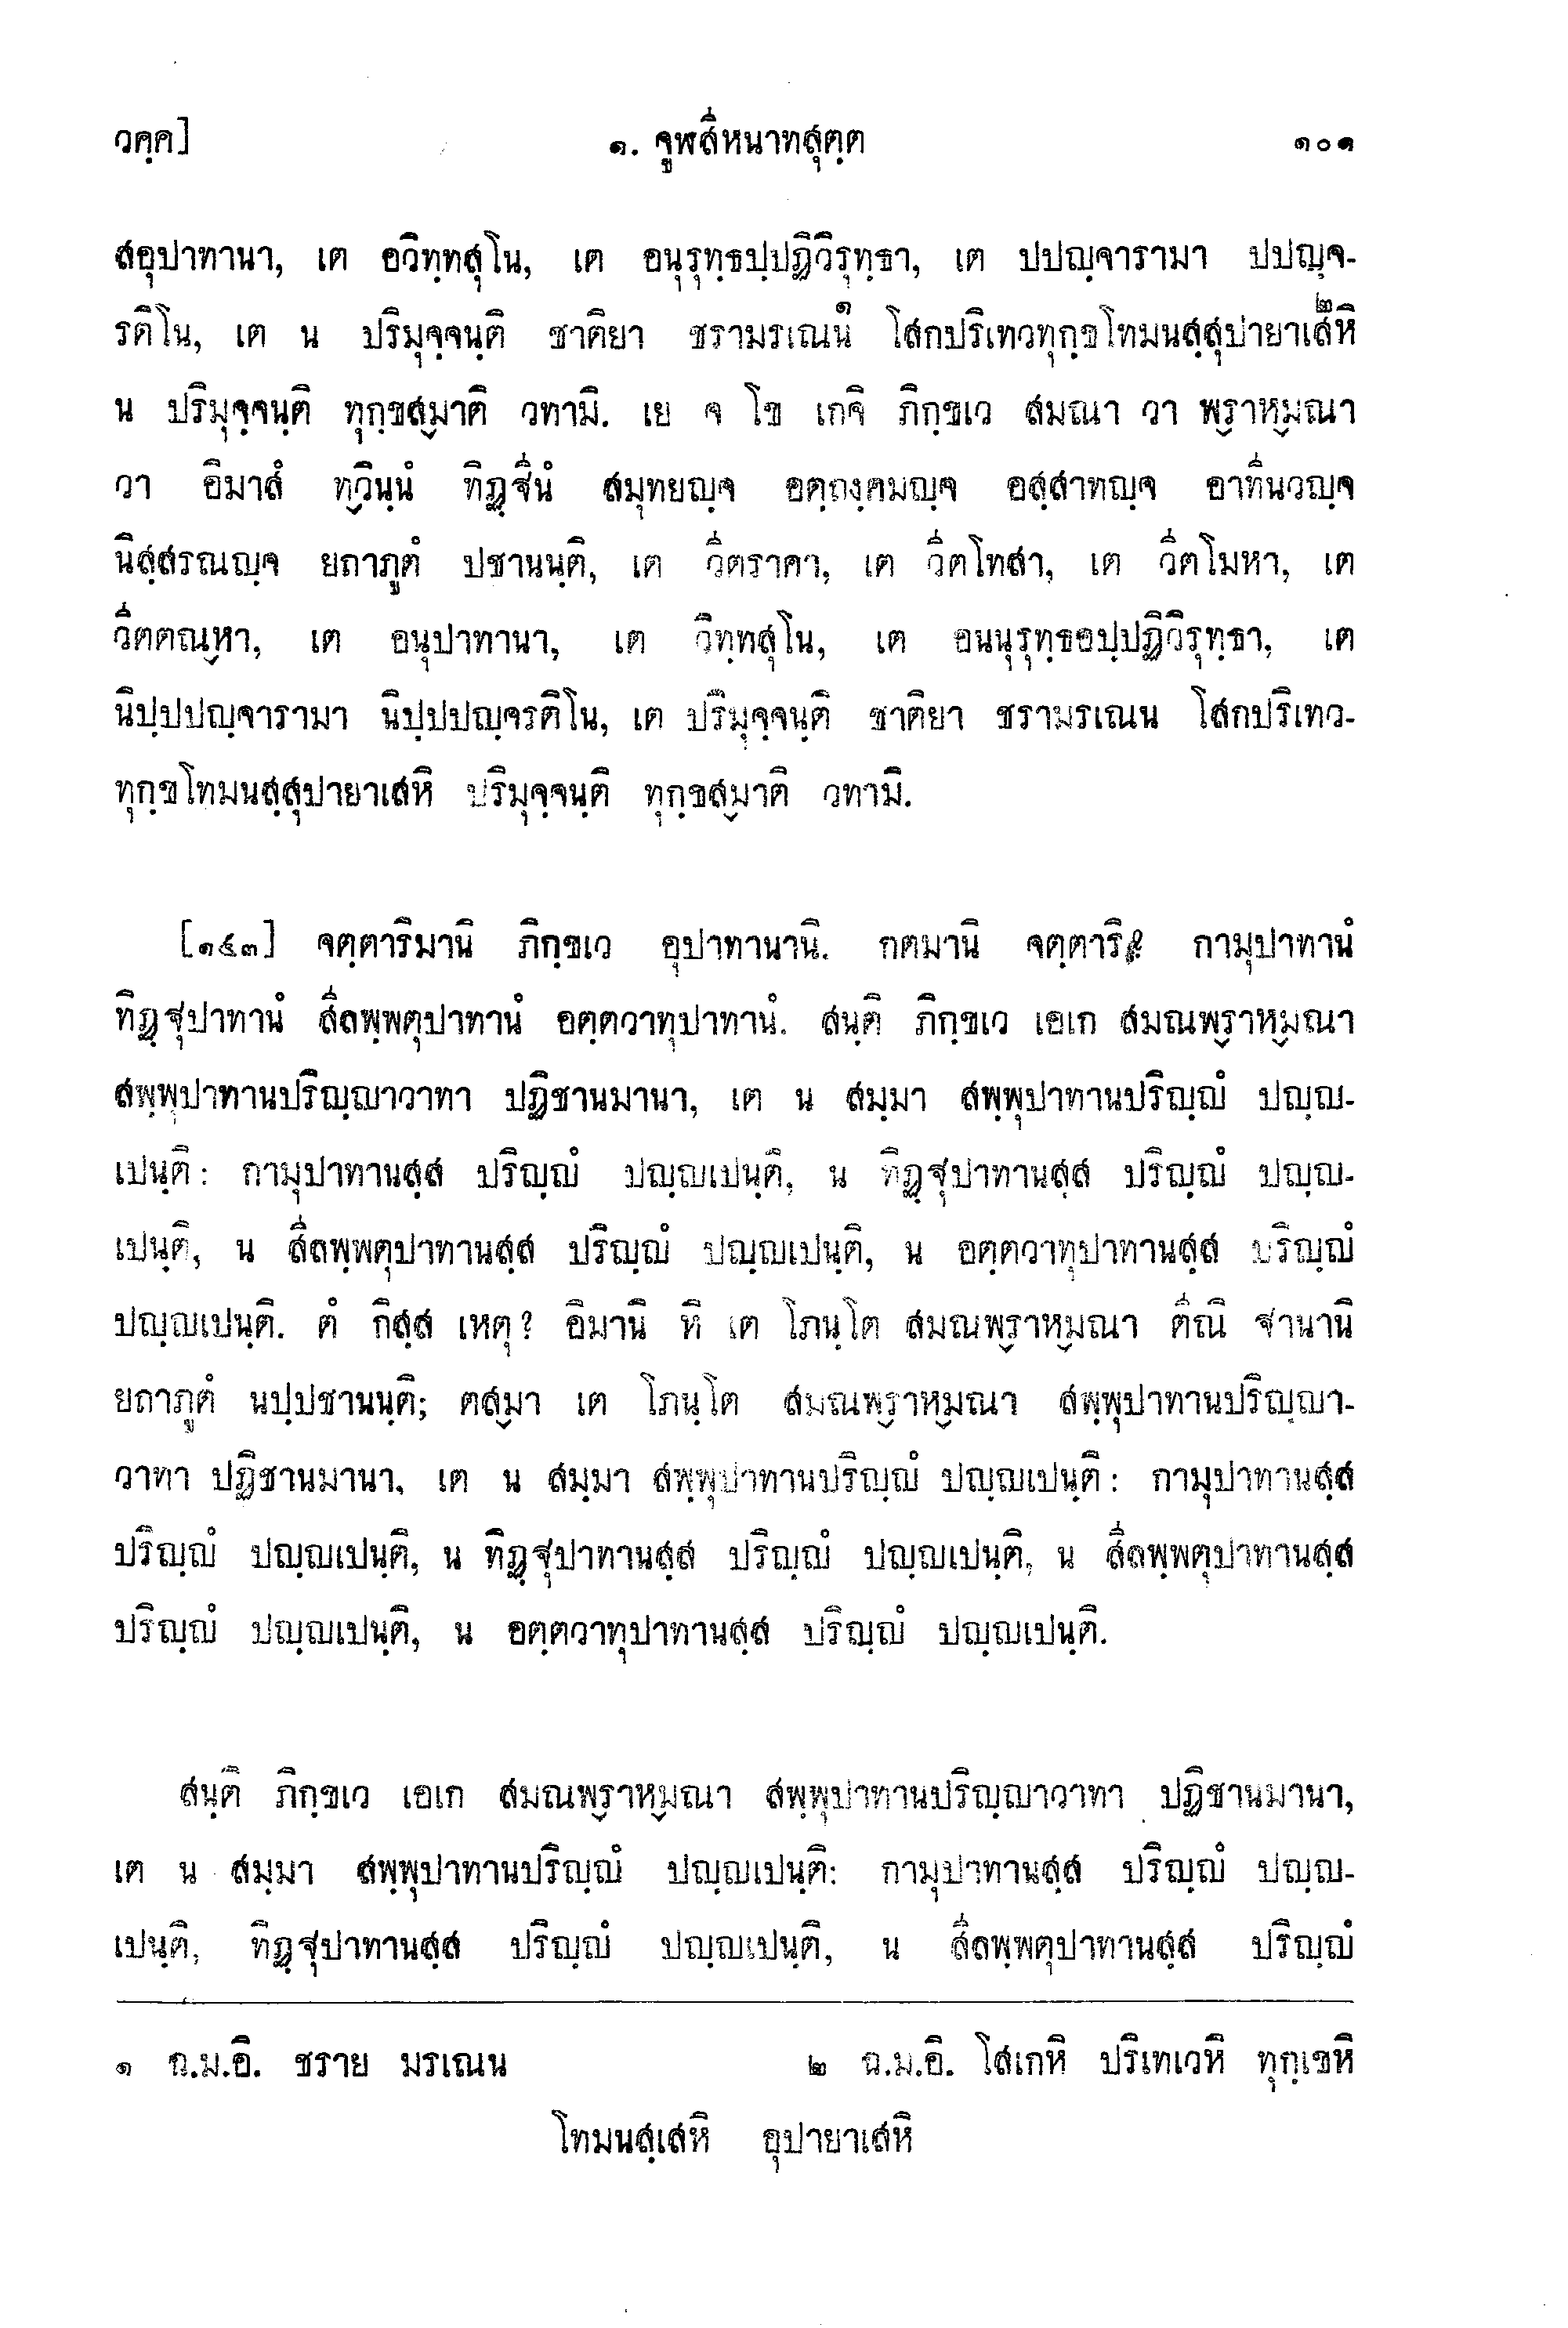 วคฺค] ๑. จูฬสีหนาทสุตฺต ๑๐๑
สอุปาทานา, เต อวิทฺทสุโน, เต อนุรุทฺธปฺปฏิวิรุทฺธา, เต ปปญฺจารามา ปปญฺจ-
รติโน, เต น ปริมุจฺจนฺติ ชาติยา ชรามรเณน๑ โสกปริเทวทุกฺขโทมนสฺสุปายาเสหิ๒
น ปริมุจฺจนฺติ ทุกฺขสฺมาติ วทามิ. เย จ โข เกจิ ภิกฺขเว สมณา วา พฺราหฺมณา
วา อิมาสํ ทฺวินฺนํ ทิฏฺฐีนํ สมุทยญฺจ อตฺถงฺคมญฺจ อสฺสาทญฺจ อาทีนวญฺจ
นิสฺสรณญฺจ ยถาภูตํ ปชานนฺติ, เต วีตราคา, เต วีตโทสา, เต วีตโมหา, เต
วีตตณฺหา, เต อนุปาทานา, เต วิทฺทสุโน, เต อนนุรุทฺธอปฺปฏิวิรุทฺธา, เต
นิปฺปปญฺจารามา นิปฺปปญฺจรติโน, เต ปริมุจฺจนฺติ ชาติยา ชรามรเณน โสกปริเทว-
ทุกฺขโทมนสฺสุปายาเสหิ ปริมุจฺจนฺติ ทุกฺขสฺมาติ วทามิ.
[๑๕๓] จตฺตาริมานิ ภิกฺขเว อุปาทานานิ. กตมานิ จตฺตาริ? กามุปาทานํ
ทิฏฺฐุปาทานํ สีลพฺพตุปาทานํ อตฺตวาทุปาทานํ. สนฺติ ภิกฺขเว เอเก สมณพฺราหฺมณา
สพฺพุปาทานปริญฺญาวาทา ปฏิชานมานา, เต น สมฺมา สพฺพุปาทานปริญฺญํ ปญฺญ-
เปนฺติ: กามุปาทานสฺส ปริญฺญํ ปญฺญเปนฺติ, น ทิฏฺฐุปาทานสฺส ปริญฺญํ ปญฺญ-
เปนฺติ, น สีลพฺพตุปาทานสฺส ปริญฺญํ ปญฺญเปนฺติ, น อตฺตวาทุปาทานสฺส ปริญฺญํ
ปญฺญเปนฺติ. ตํ กิสฺส เหตุ? อิมานิ หิ เต โภนฺโต สมณพฺราหฺมณา ตีณิ ฐานานิ
ยถาภูตํ นปฺปชานนฺติ; ตสฺมา เต โภนฺโต สมณพฺราหฺมณา สพฺพุปาทานปริญฺญา-
วาทา ปฏิชานมานา, เต น สมฺมา สพฺพุปาทานปริญฺญํ ปญฺญเปนฺติ: กามุปาทานสฺส
ปริญฺญํ ปญฺญเปนฺติ, น ทิฏฺฐุปาทานสฺส ปริญฺญํ ปญฺญเปนฺติ, น สีลพฺพตุปาทานสฺส
ปริญฺญํ ปญฺญเปนฺติ, น อตฺตวาทุปาทานสฺส ปริญฺญํ ปญฺญเปนฺติ.
สนฺติ ภิกฺขเว เอเก สมณพฺราหฺมณา สพฺพุปาทานปริญฺญาวาทา ปฏิชานมานา,
เต น สมฺมา สพฺพุปาทานปริญฺญํ ปญฺญเปนฺติ: กามุปาทานสฺส ปริญฺญํ ปญฺญ-
เปนฺติ, ทิฏฺฐุปาทานสฺส ปริญฺญํ ปญฺญเปนฺติ, น สีลพฺพตุปาทานสฺส ปริญฺญํ
๑ ฉ.ม.อิ. ชราย มรเณน ๒ ฉ.ม.อิ. โสเกหิ ปริเทเวหิ ทุกฺเขหิ
โทมนสฺเสหิ อุปายาเสหิ